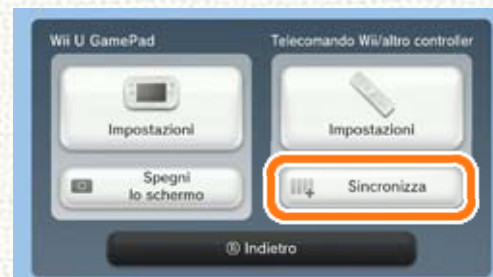 Wii U GamePad
Telecomando Wii/altro controller
Impostazioni
Impostazioni
Spegni
lo schermo
Sincronizza
Ⓑ Indietro